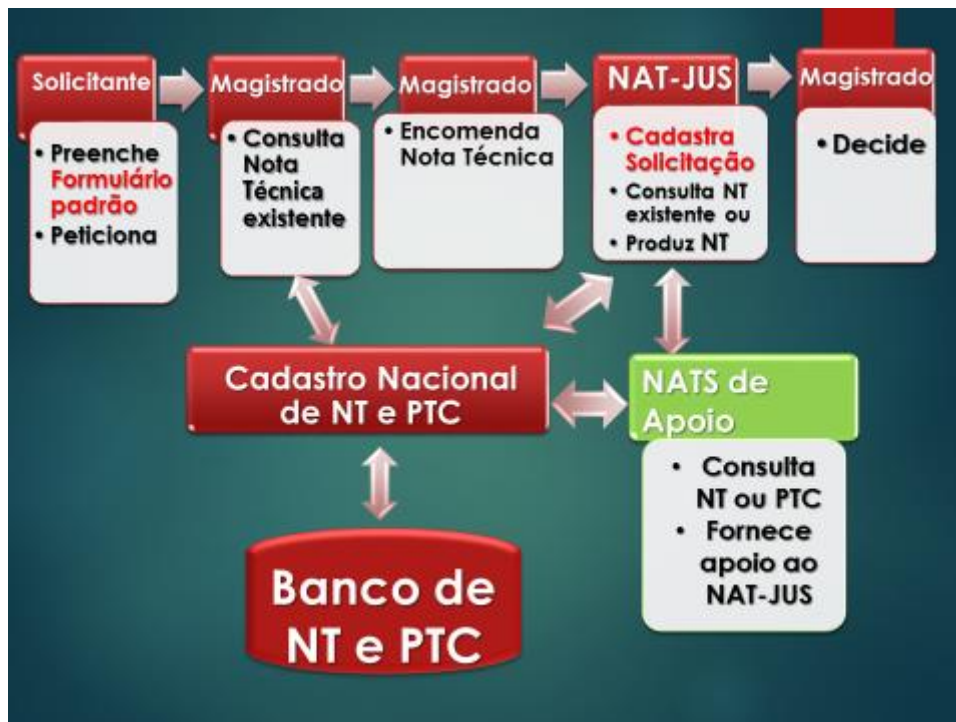 Solicitante
• Preenche
Formulário
padrão
• Peticiona
Magistrado
• Consulta
Nota
Técnica
existente
Magistrado
• Encomenda
Nota Técnica
NAT-JUS
• Cadastra
Solicitação
• Consulta NT
existente ou
• Produz NT
Magistrado
• Decide
Cadastro Nacional
de NT e PTC
NATS de
Apoio
• Consulta
NT ou PTC
• Fornece
apoio ao
NAT-JUS
Banco de
NT e PTC